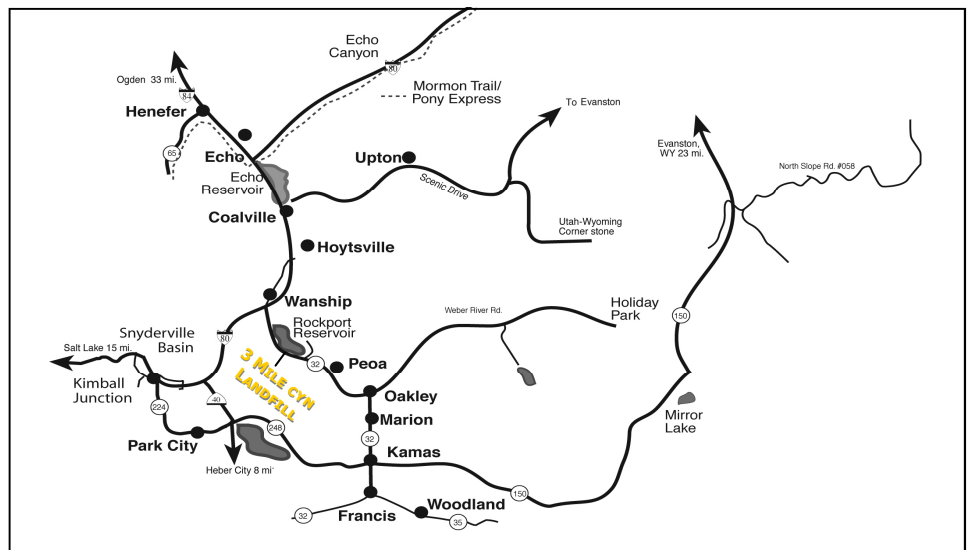 Echo
Canyon
80
Ogden 33 mi.
84
Mormon Trail/
Pony Express
Henefer
To Evanston
65
Echo
Upton
Evanston,
WY 23 mi.
North Slope Rd. #058
Echo
Reservoir
Scenic Drive
Coalville
Utah-Wyoming
Corner stone
Hoytsville
Wanship
Holiday
Park
Weber River Rd.
150
Rockport
Reservoir
Snyderville
Basin
80
Salt Lake 15 mi.
3 Mile Cyn
Landfill
32
Peoa
Kimball
Junction
Oakley
40
224
Mirror
Lake
Marion
248
32
Park City
Kamas
Heber City 8 mi
150
Woodland
32
Francis
35